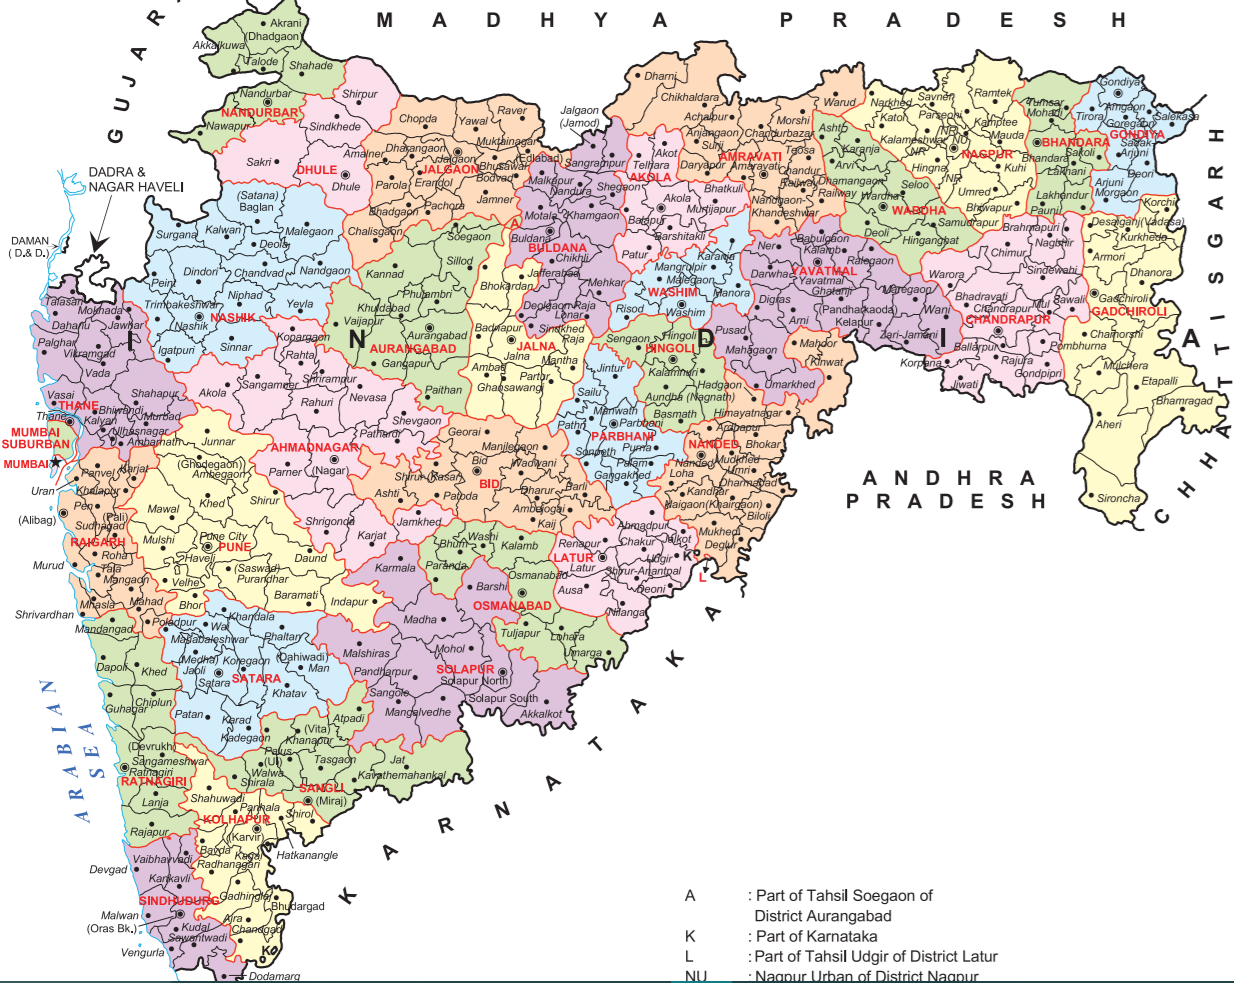 M A D H Y A P R A D E S H
G U J A R A
Akrani
(Dhadgaon)
Akkalkuwa
Talode
Shahade
Nandurbar
NANDURBAR
Nawapur
Shirpur
Sindkhede
Sakri
DHULE
Dhule
DADRA &
NAGAR HAVELI
DAMAN
( D.& D.)
Chopda
Yawal
Raver
Amalner
Dharangaon
Muktainagar
(Edlabad)
Jalgaon
JALGAON
Bhusawal
Bodvad
Parola
Erandol
Jamner
Bhadgaon
Pachora
Chalisgaon
A
Jalgaon
(Jamod)
Sangrampur
Malkapur
Nandura
Shegaon
Motala
Khamgaon
Buldana
BULDANA
Chikhli
Mehkar
Deolgaon Raja
Lonar
Sindkhed
Raja
Dharni
Chikhaldara
Achalpur
Morshi
Warud
Anjangaon
Surji
Chandurbazar
Teosa
AMRAVATI
Amaravati
Daryapur
Bhatkuli
Chandur
Railway
Nandgaon-
Khandeshwar
Akot
Telhara
AKOLA
Akola
Balapur
Murtijapur
Barshitakli
Patur
Karanja
Mangrulpir
Malegaon
Manora
WASHIM
Washim
Risod
Ashti
Karanja
Arvi
Dhamangaon
Railway
Seloo
Wardha
WARDHA
Deoli
Samudrapur
Hinganghat
Narkhed
Savner
Ramtek
Katol
Parseoni
Kamptee
Kalameshwar
(NR)
NU
Mauda
NR
NAGPUR
Hingna
Kuhi
NR
Umred
Bhiwapur
Tumsar
Mohadi
BHANDARA
Bhandara
Sakoli
Lakhani
Lakhandur
Pauni
Gondiya
Tirora
Amgaon
Goregaon
Salekasa
GONDIYA
Sadak-
Arjuni
Deori
Arjuni
Morgaon
Korchi
Desaiganj(Vadasa)
Kurkheda
Armori
Dhanora
Gadchiroli
GADCHIROLI
Chamorshi
Mulchera
Etapalli
Bhamragad
Aheri
Sironcha
Brahmapuri
Nagbhir
Chimur
Sindewahi
Warora
Bhadravati
Chandrapur
Mul
Sawali
CHANDRAPUR
Ballarpur
Pombhurna
Rajura
Gondpipri
Korpana
Jiwati
Ner
Babulgaon
Kalamb
Ralegaon
Darwha
YAVATMAL
Yavatmal
Ghatanji
Maregaon
Digras
(Pandharkaoda)
Kelapur
Wani
Arni
Zari-Jamani
Pusad
Mahagaon
Umarkhed
(Satana)
Baglan
Malegaon
Surgana
Kalwan
Deola
Nandgaon
Peint
Dindori
Chandvad
Trimbakeshwar
Niphad
Yevla
Nashik
NASHIK
Igatpuri
Sinnar
Soegaon
Sillod
Kannad
Phulambri
Khuldabad
Vaijapur
Aurangabad
AURANGABAD
Gangapur
Paithan
Jafferabad
Bhokardan
Badnapur
JALNA
Jalna
Mantha
Ambad
Partur
Ghansawangi
Hingoli
Sengaon
HINGOLI
Kalamnuri
Aundha (Nagnath)
Basmath
Mahoor
Kinwat
Hadgaon
Himayatnagar
Ardhapur
NANDED
Bhokar
Nanded
Mudkhed
Umri
Loha
Dharmabad
Kandhar
Naigaon(Khairgaon)
Biloli
Mukhed
Deglur
Jintur
Sailu
Manwath
Parbhani
Pathri
PARBHANI
Sonpeth
Purna
Palam
Gangakhed
Talasari
Mokhada
Dahanu
Jawhar
Palghar
Vikramgad
Vada
Vasai
Shahapur
THANE
Thane
Bhiwandi
Kalyan
Murbad
Ulhasnagar
Ambarnath
MUMBAI
SUBURBAN
MUMBAI
Kopargaon
Rahta
Akola
Sangamner
Shrirampur
Rahuri
Nevasa
Shevgaon
Pathardi
AHMADNAGAR
(Nagar)
Parner
Shrigonda
Jamkhed
Karjat
Georai
Manjlegaon
Bid
Wadwani
BID
Shirur (Kasar)
Dharur
Parli
Ashti
Patoda
Ambejogai
Kaij
Uran
Panvel
Karjat
Khalapur
Pen
(Alibag)
(Pali)
Sudhagad
RAIGARH
Roha
Murud
Tala
Mangaon
Mhasla
Mahad
Shrivardhan
Poladpur
Junnar
(Ghodegaon)
Ambegaon
Khed
Shirur
Mawal
Mulshi
Pune City
PUNE
Haveli
Daund
(Saswad)
Velhe
Purandhar
Baramati
Indapur
Bhor
Renapur
LATUR
Latur
Ahmadpur
Chakur
Jalkot
K
Udgir
Shirur-Anantpal
Ausa
Deoni
Nilanga
L
Bhum
Washi
Kalamb
Paranda
Osmanabad
OSMANABAD
Tuljapur
Lohara
Umarga
Karmala
Barshi
Madha
Malshiras
Mohol
Pandharpur
SOLAPUR
Solapur North
Sangole
Solapur South
Mangalvedhe
Akkalkot
Khandala
Wai
Mahabaleshwar
Phaltan
(Medha)
Jaoli
Koregaon
(Dahiwadi)
Man
Satara
SATARA
Khatav
Patan
Karad
Kadegaon
Mandangad
Dapoli
Khed
Guhagar
Chiplun
(Devrukh)
Sangameshwar
Ratnagiri
RATNAGIRI
Lanja
Rajapur
Atpadi
(Vita)
Khanapur
Palus
Tasgaon
Jat
Walwa
Kavathemahankal
Shirala
SANGLI
(Miraj)
Shahuwadi
Panhala
Shirol
KOLHAPUR
(Karvir)
Hatkanangle
Bavda
Kagal
Radhanagari
Gadhinglaj
Bhudargad
Ajra
Chandgad
Vaibhavvadi
Devgad
Kankavli
SINDHUDURG
Malwan
(Oras Bk.)
Kudal
Sawantwadi
Vengurla
Dodamarg
I N D I A
ARABIAN
SEA
A N D H R A
P R A D E S H
C H H A T T I S G A R H
K A R N A T A K A
A : Part of Tahsil Soegaon of
District Aurangabad
K : Part of Karnataka
L : Part of Tahsil Udgir of District Latur
NU : Nagpur Urban of District Nagpur